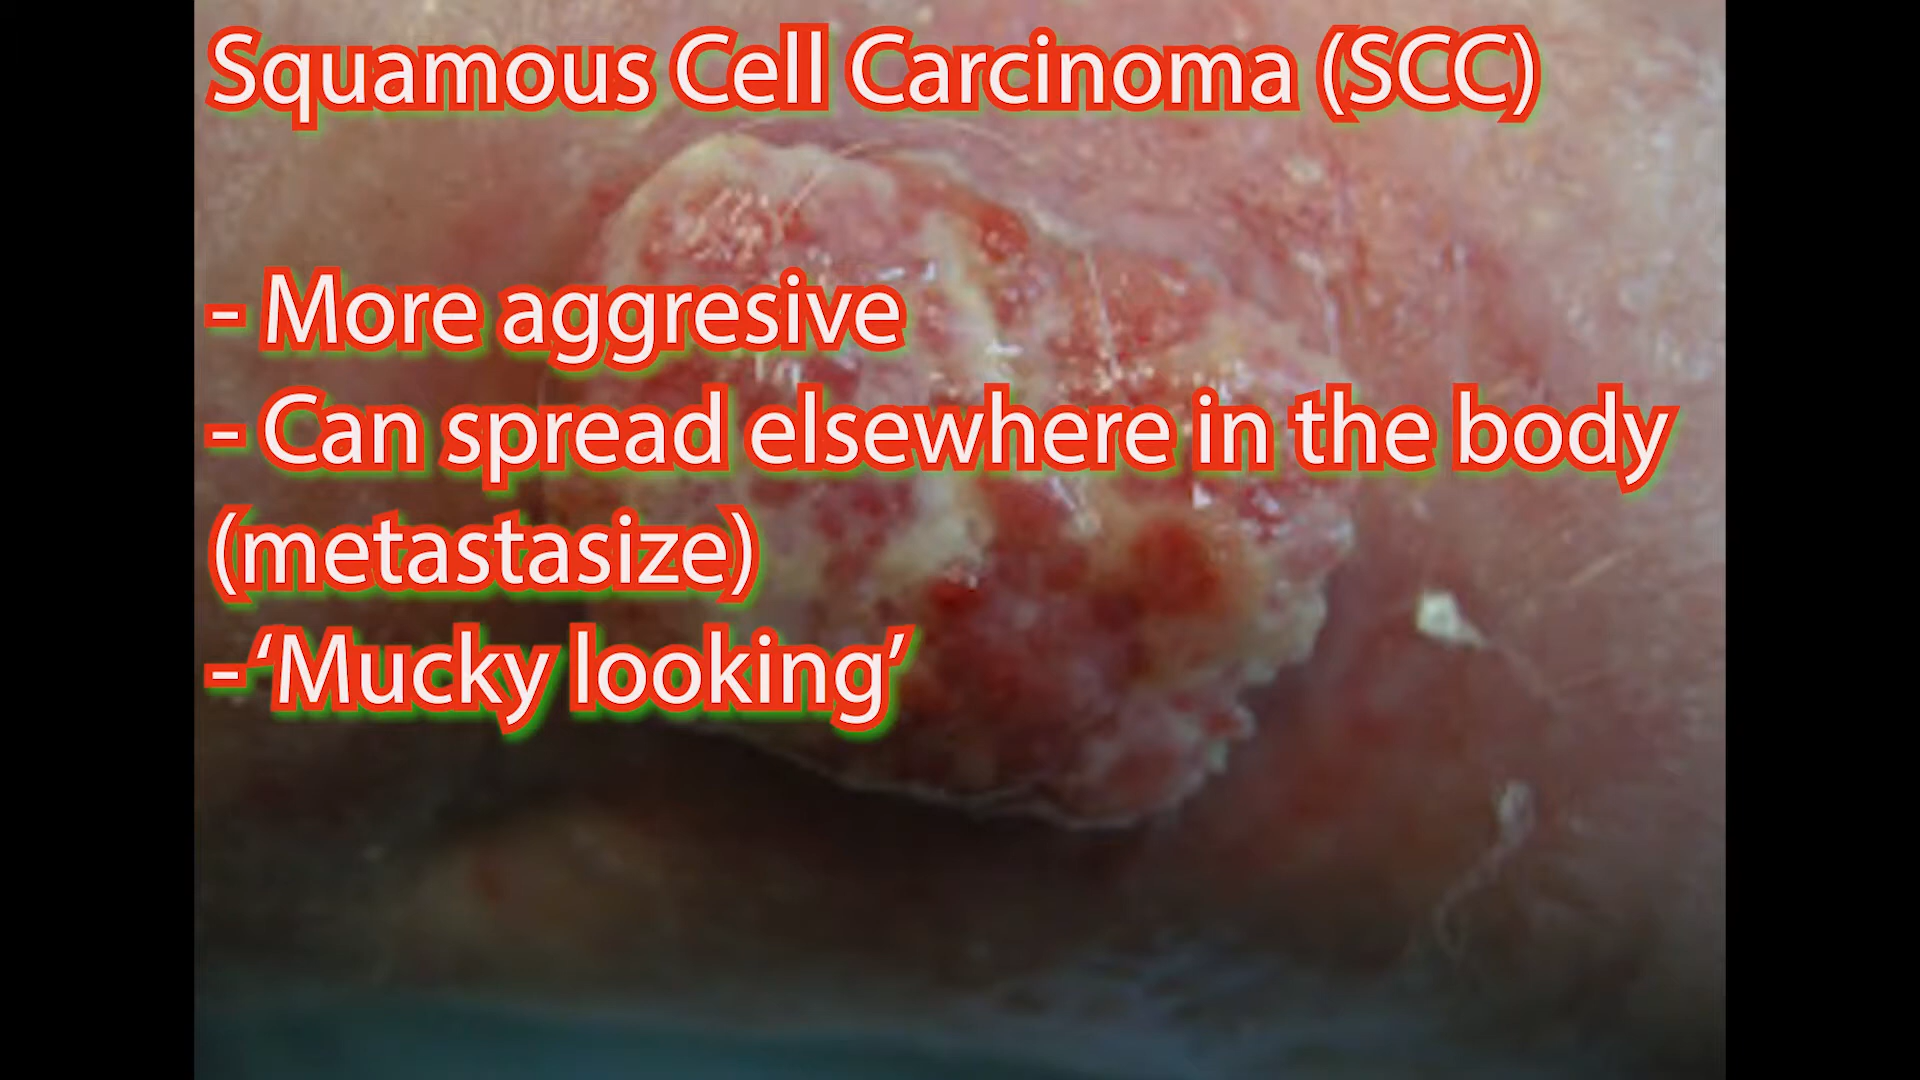 Squamous Cell Carcinoma (SCC)
- More aggresive
- Can spread elsewhere in the body
(metastasize)
- ‘Mucky looking’